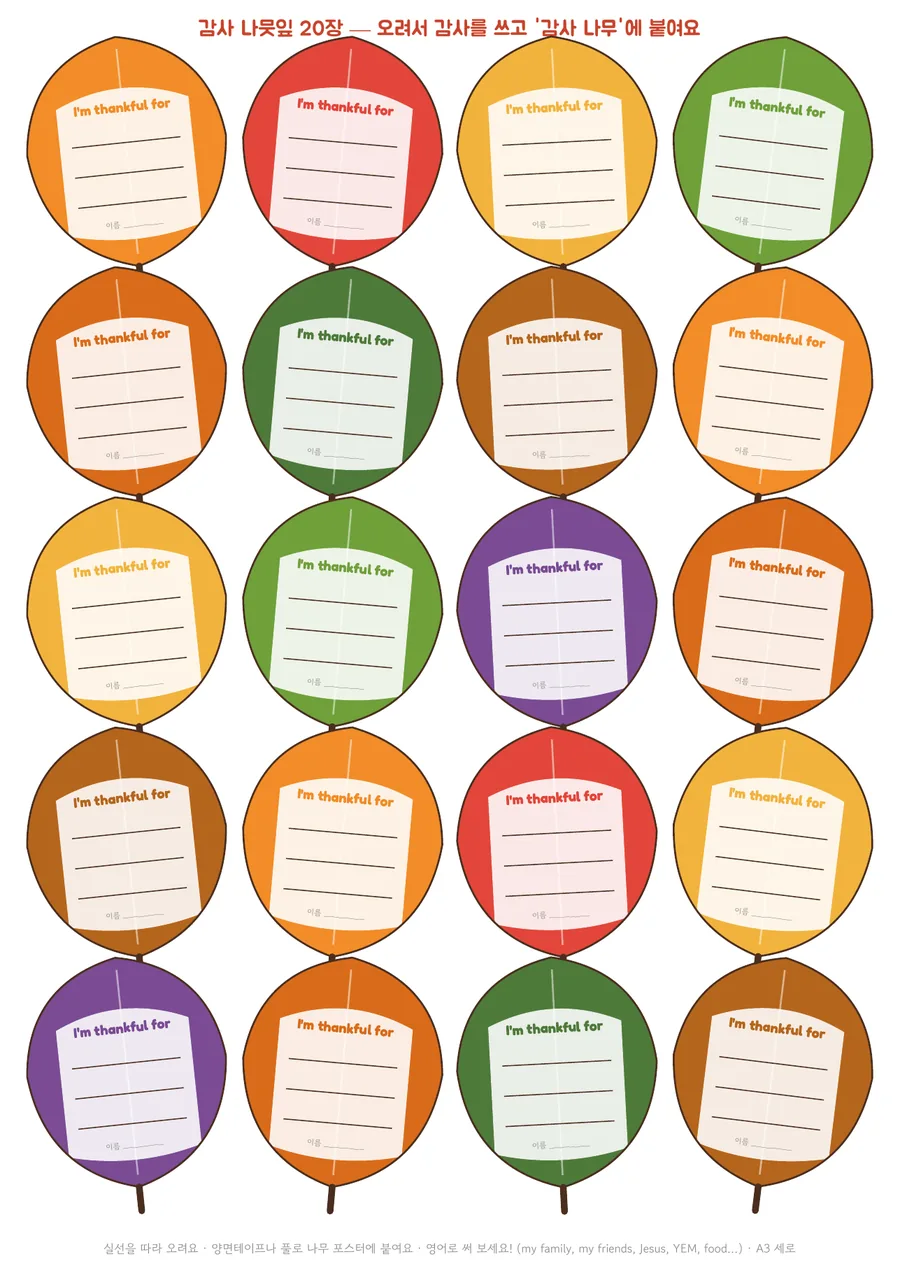 감사 나뭇잎 20장 — 오려서 감사를 쓰고 '감사 나무'에 붙여요
I'm thankful for
I'm thankful for
I'm thankful for
I'm thankful for
이름
이름
이름
이름
I'm thankful for
I'm thankful for
I'm thankful for
I'm thankful for
이름
이름
이름
이름
I'm thankful for
I'm thankful for
I'm thankful for
I'm thankful for
이름
이름
이름
이름
I'm thankful for
I'm thankful for
I'm thankful for
I'm thankful for
이름
이름
이름
이름
I'm thankful for
I'm thankful for
I'm thankful for
I'm thankful for
이름
이름
이름
이름
실선을 따라 오려요 · 양면테이프나 풀로 나무 포스터에 붙여요 · 영어로 써 보세요! (my family, my friends, Jesus, YEM, food...) · A3 세로